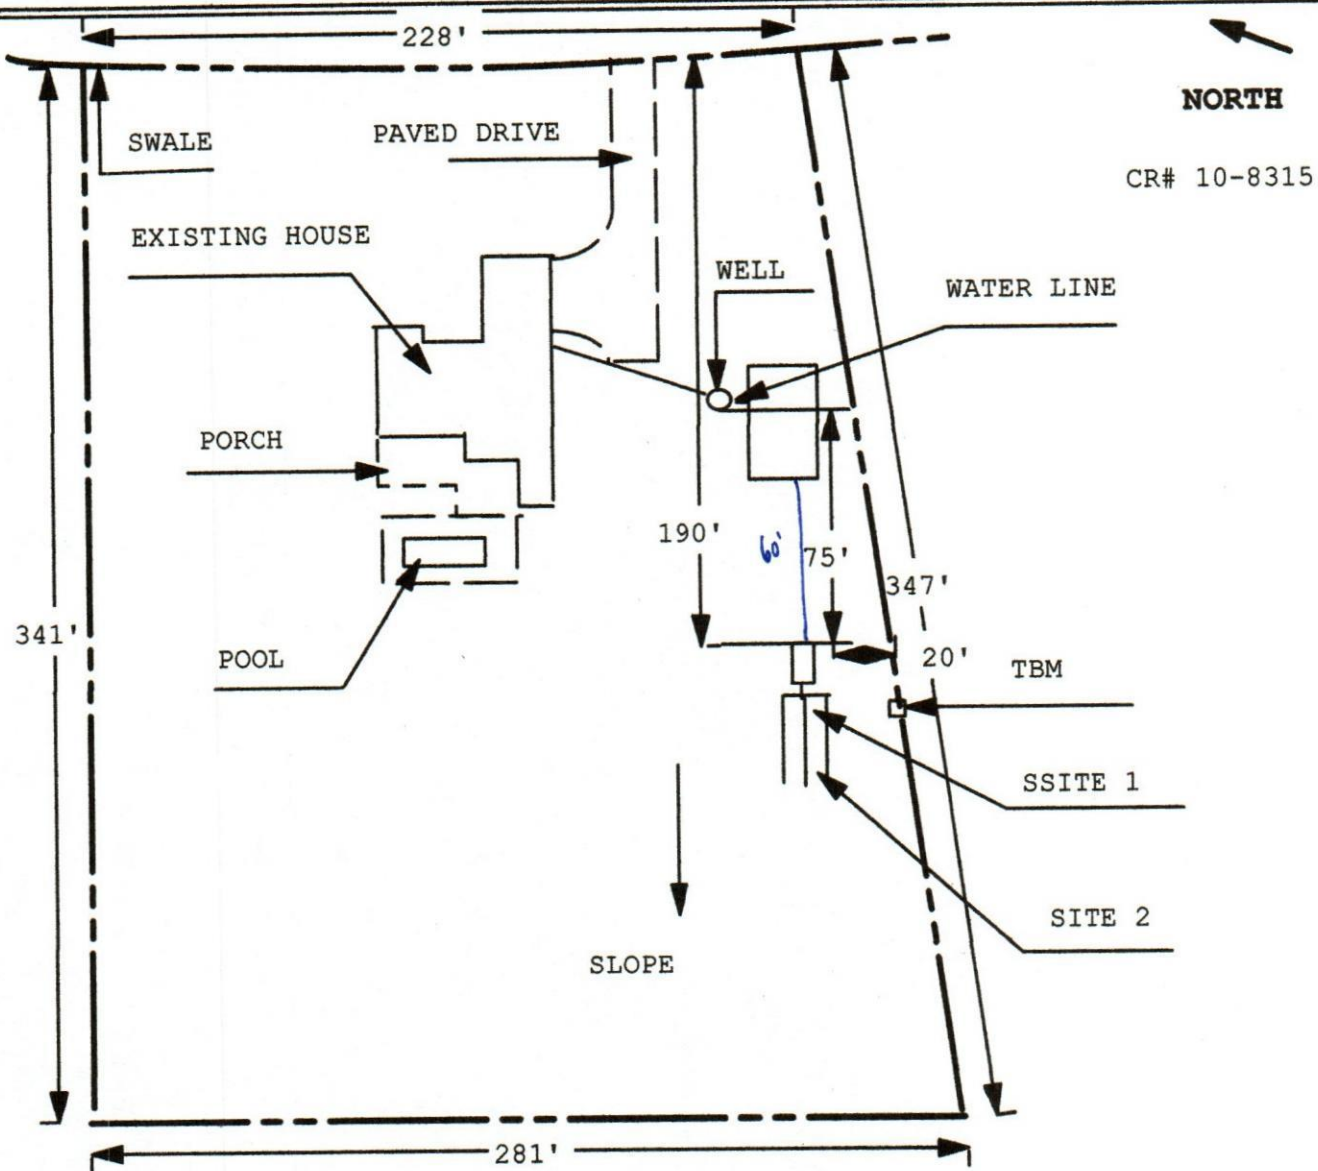 228'
NORTH
SWALE
PAVED DRIVE
CR# 10-8315
EXISTING HOUSE
WELL
WATER LINE
PORCH
190'
60'
75'
347'
341'
POOL
20'
TBM
SSITE 1
SITE 2
SLOPE
281'